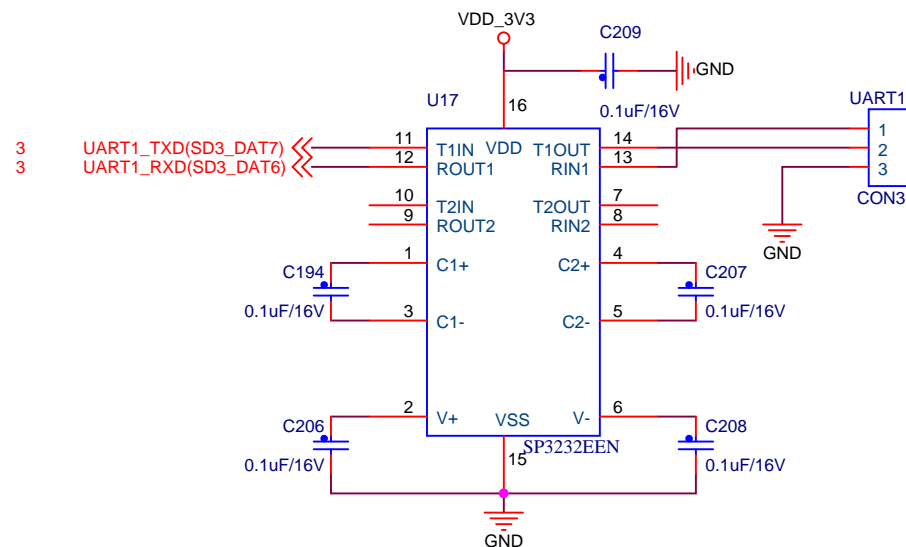 VDD_3V3
C209
GND
U17
16
0.1uF/16V
UART1
3 UART1_TXD(SD3_DAT7) 11 T1IN VDD T1OUT 14 1
3 UART1_RXD(SD3_DAT6) 12 ROUT1 RIN1 13 2
3
10 T2IN T2OUT 7
9 ROUT2 RIN2 8
CON3
GND
1 C1+ C2+ 4
C194 C207
0.1uF/16V 3 C1- C2- 5 0.1uF/16V
2 V+ VSS V- 6
C206 C208
15 SP3232EEN
0.1uF/16V 0.1uF/16V
GND